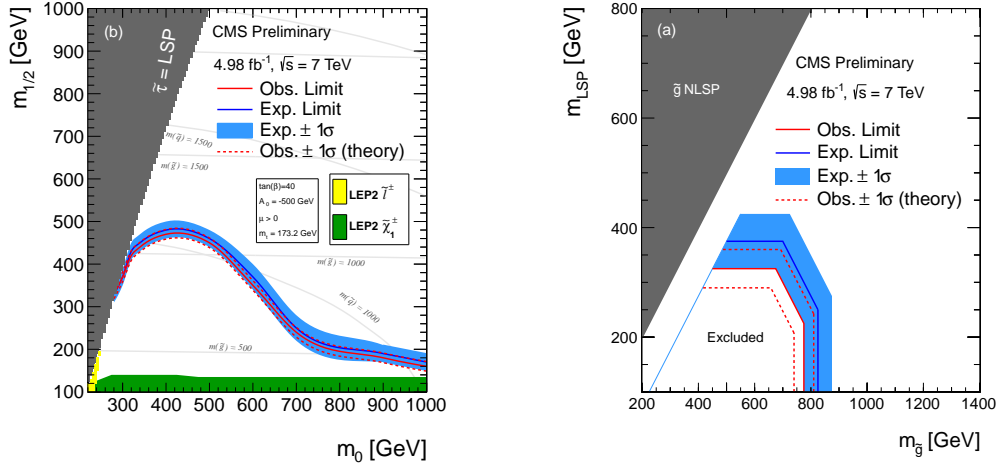 (b)
CMS Preliminary
4.98 fb⁻¹, √s = 7 TeV
τ̃ = LSP
Obs. Limit
Exp. Limit
Exp. ± 1σ
Obs. ± 1σ (theory)
m(q̃) = 1500
m(g̃) = 1500
tan(β)=40
A₀ = -500 GeV
μ > 0
mₜ = 173.2 GeV
LEP2 l̃±
LEP2 χ̃₁±
m(g̃) = 1000
m(q̃) = 1000
m(g̃) = 500
m₁/₂ [GeV]
1000
900
800
700
600
500
400
300
200
100
300 400 500 600 700 800 900 1000
m₀ [GeV]
(a)
CMS Preliminary
g̃ NLSP
4.98 fb⁻¹, √s = 7 TeV
Obs. Limit
Exp. Limit
Exp. ± 1σ
Obs. ± 1σ (theory)
Excluded
m_LSP [GeV]
800
600
400
200
200 400 600 800 1000 1200 1400
m_g̃ [GeV]